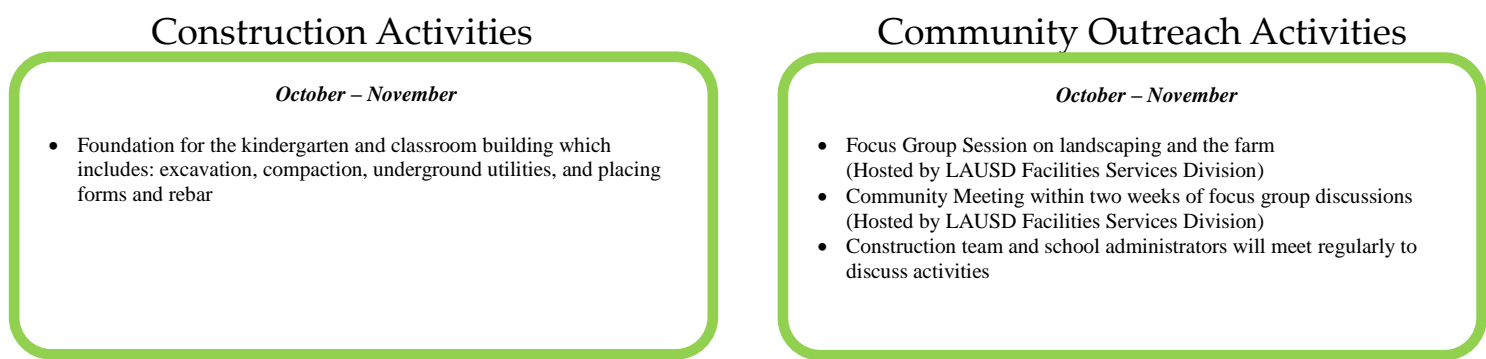 Construction Activities
October – November
• Foundation for the kindergarten and classroom building which
includes: excavation, compaction, underground utilities, and placing
forms and rebar
Community Outreach Activities
October – November
• Focus Group Session on landscaping and the farm
(Hosted by LAUSD Facilities Services Division)
• Community Meeting within two weeks of focus group discussions
(Hosted by LAUSD Facilities Services Division)
• Construction team and school administrators will meet regularly to
discuss activities